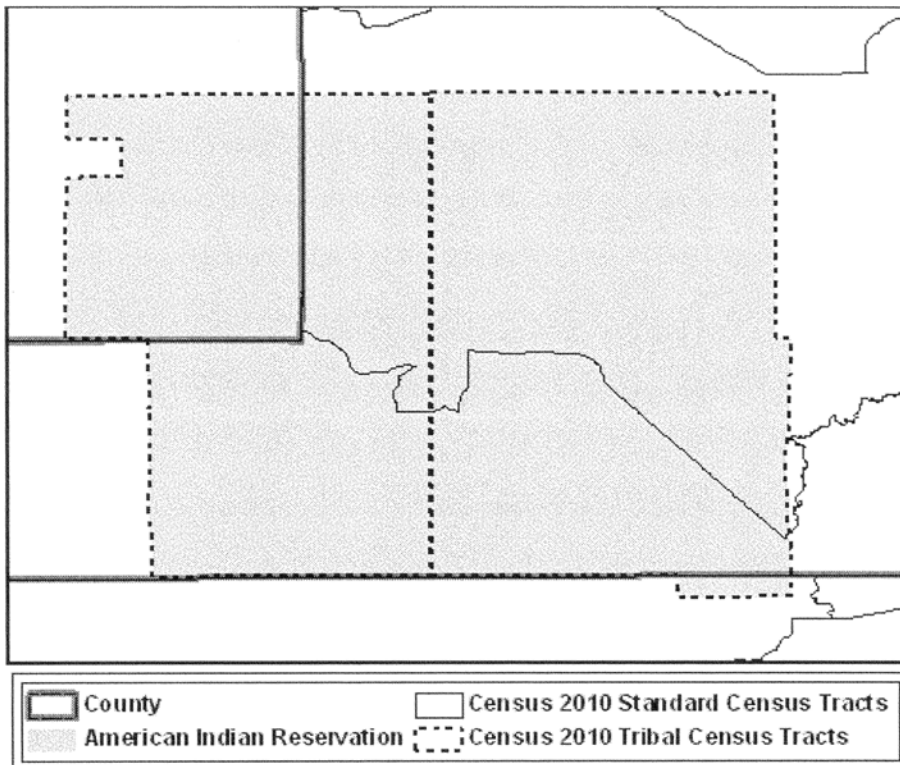 County
Census 2010 Standard Census Tracts
American Indian Reservation
Census 2010 Tribal Census Tracts